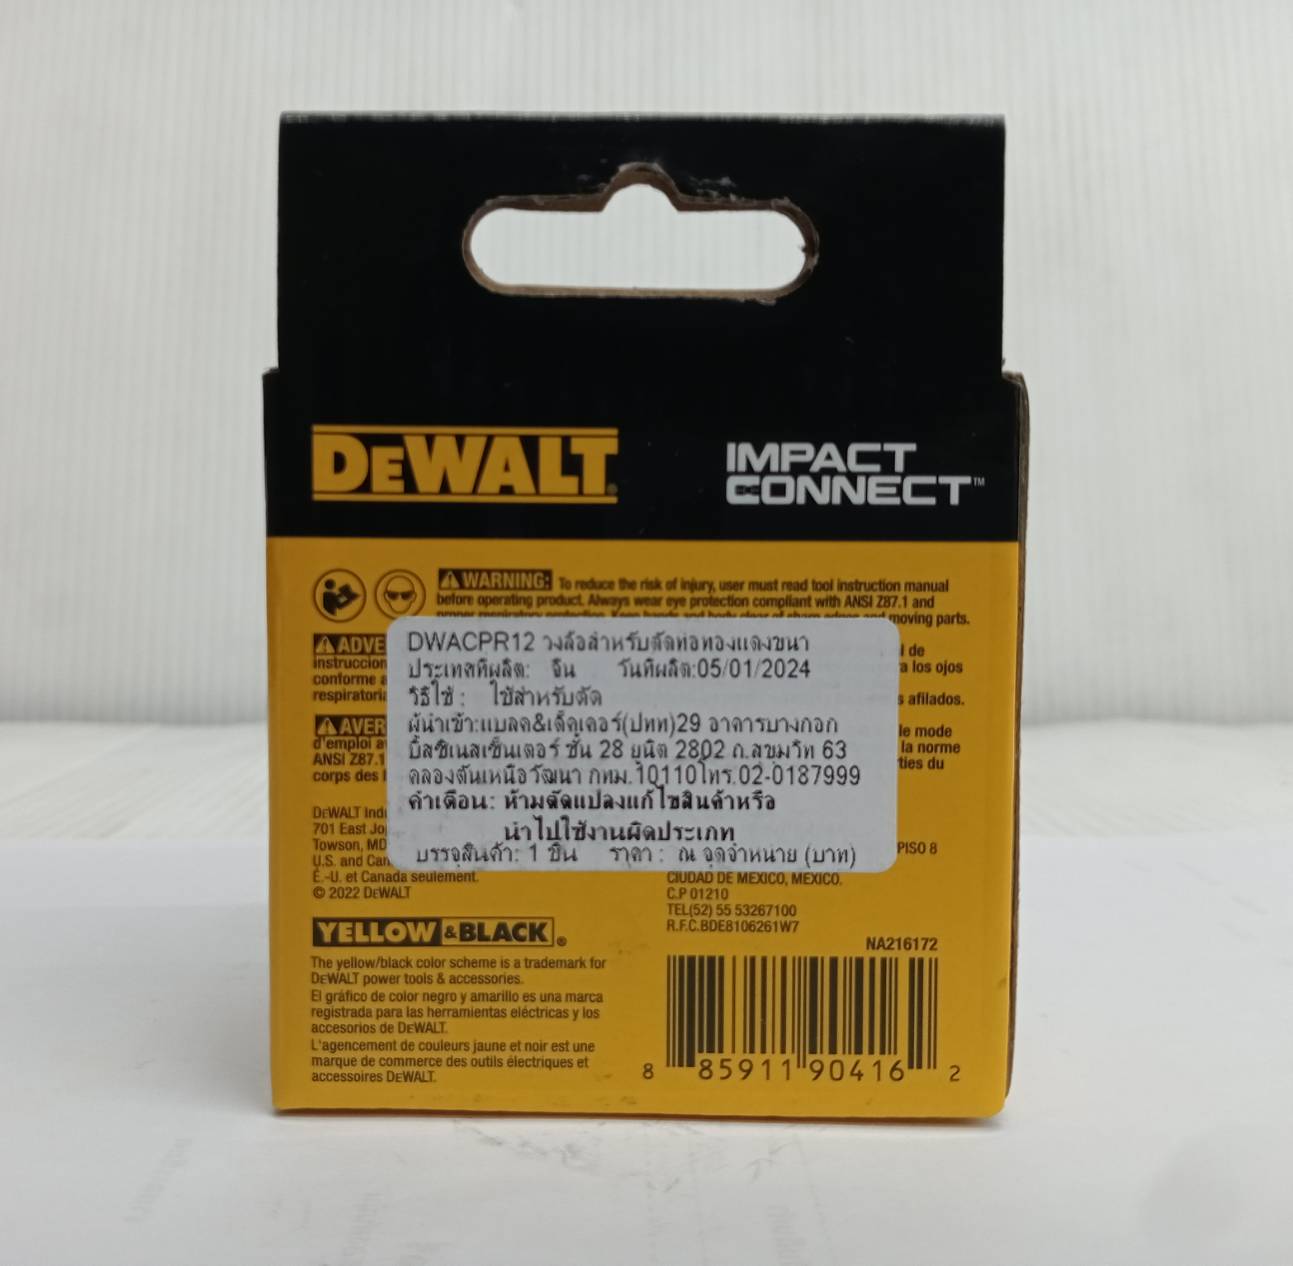 DEWALT®
IMPACT
CONNECT™
WARNING: To reduce the risk of injury, user must read tool instruction manual
before operating product. Always wear eye protection compliant with ANSI Z87.1 and
moving parts.
ADVE
instruccion
conforme a
respiratoria
l de
a los ojos
s afilados.
AVER
d'emploi a
ANSI Z87.1
corps des
le mode
la norme
ties du
DWACPR12 วงล้อสำหรับตัดท่อทองแดงขนา
ประเทศที่ผลิต: จีน วันที่ผลิต:05/01/2024
วิธีใช้ : ใช้สำหรับตัด
ผู้นำเข้า:แบลค&เด็คเคอร์(ปทท)29 อาคารบางกอก
บิ๊สซิเนสเซ็นเตอร์ ชั้น 28 ยูนิต 2802 ถ.สุขุมวิท 63
คลองตันเหนือวัฒนา กทม.10110โทร.02-0187999
คำเตือน: ห้ามดัดแปลงแก้ไขสินค้าหรือ
นำไปใช้งานผิดประเภท
บรรจุสินค้า: 1 ชิ้น ราคา : ณ จุดจำหน่าย (บาท)
DEWALT Indu
701 East Jo
Towson, MD
U.S. and Can
É.-U. et Canada seulement.
© 2022 DEWALT
PISO 8
CIUDAD DE MEXICO, MEXICO.
C.P 01210
TEL(52) 55 53267100
R.F.C.BDE8106261W7
YELLOW & BLACK®
The yellow/black color scheme is a trademark for
DEWALT power tools & accessories.
El gráfico de color negro y amarillo es una marca
registrada para las herramientas eléctricas y los
accesorios de DEWALT.
L'agencement de couleurs jaune et noir est une
marque de commerce des outils électriques et
accessoires DEWALT.
NA216172
8 85911 90416 2